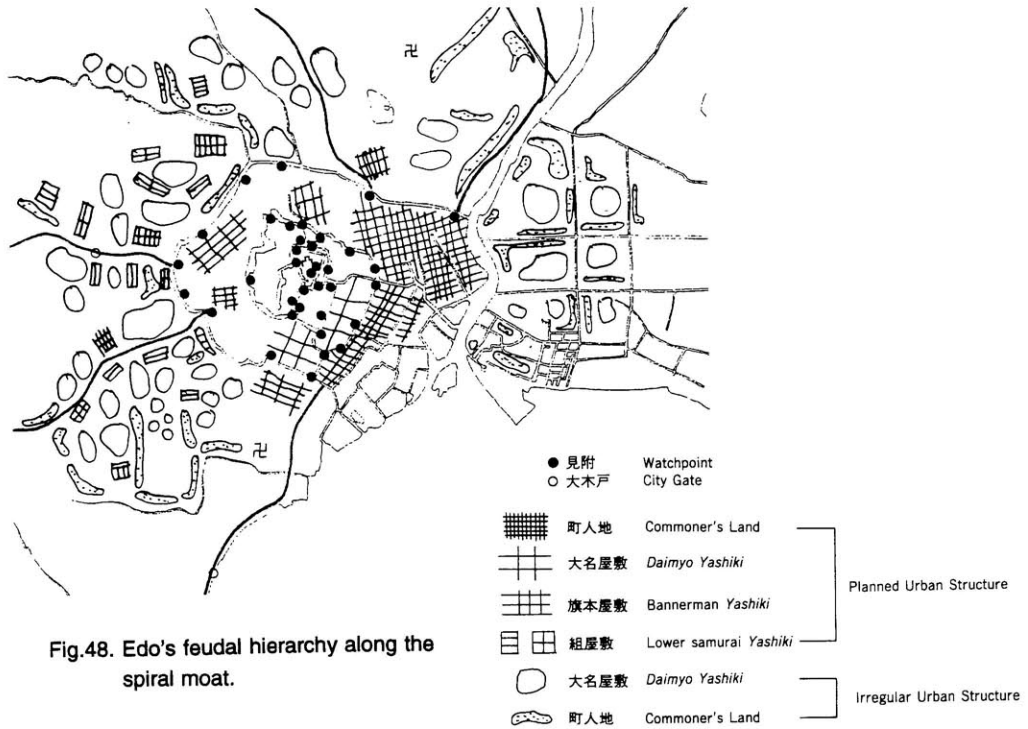 卍
卍
見附 Watchpoint
大木戸 City Gate
町人地 Commoner's Land
大名屋敷 Daimyo Yashiki
旗本屋敷 Bannerman Yashiki
組屋敷 Lower samurai Yashiki
Planned Urban Structure
大名屋敷 Daimyo Yashiki
町人地 Commoner's Land
Irregular Urban Structure
Fig.48. Edo's feudal hierarchy along the
spiral moat.